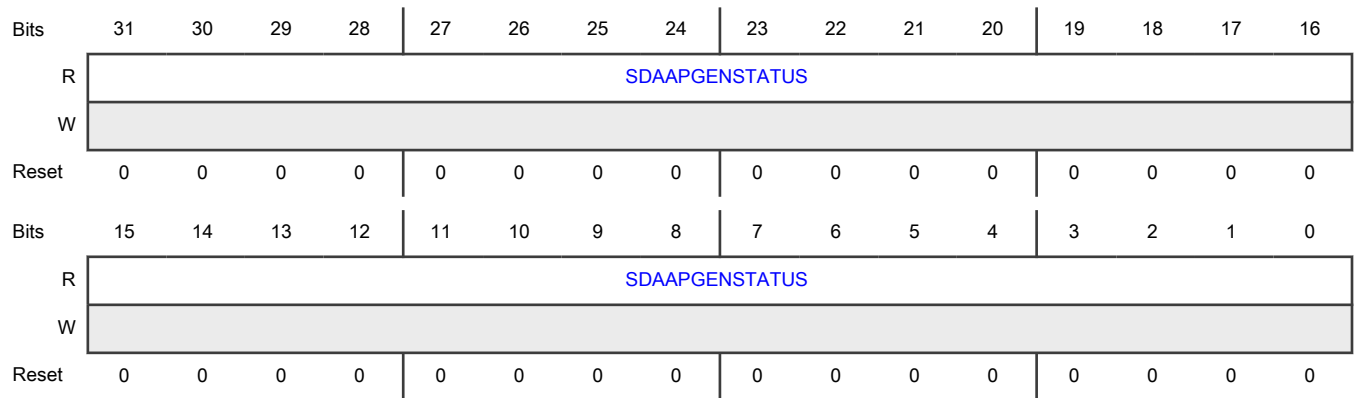 Bits 31 30 29 28 27 26 25 24 23 22 21 20 19 18 17 16
R SDAAPGENSTATUS
W
Reset 0 0 0 0 0 0 0 0 0 0 0 0 0 0 0 0
Bits 15 14 13 12 11 10 9 8 7 6 5 4 3 2 1 0
R SDAAPGENSTATUS
W
Reset 0 0 0 0 0 0 0 0 0 0 0 0 0 0 0 0